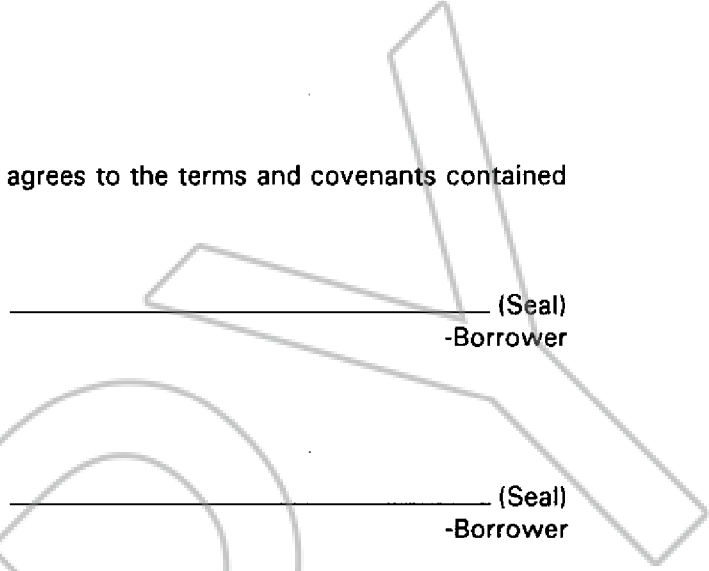 agrees to the terms and covenants contained
(Seal)
-Borrower
(Seal)
-Borrower